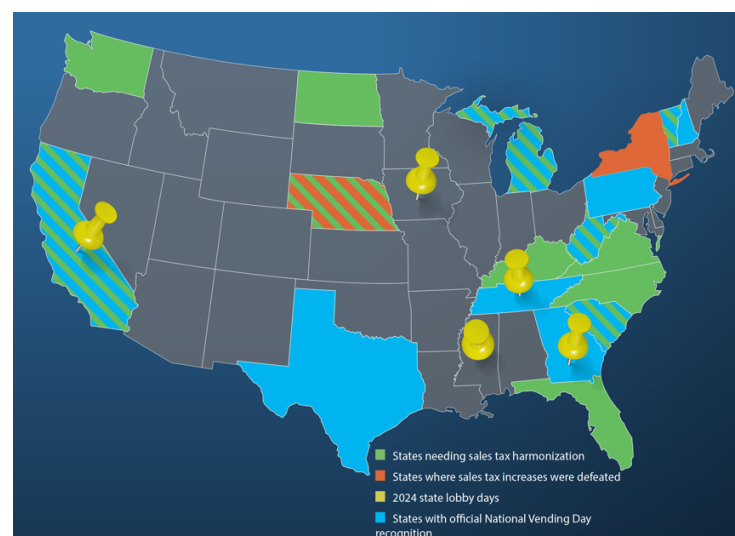 States needing sales tax harmonization
States where sales tax increases were defeated
2024 state lobby days
States with official National Vending Day
recognition